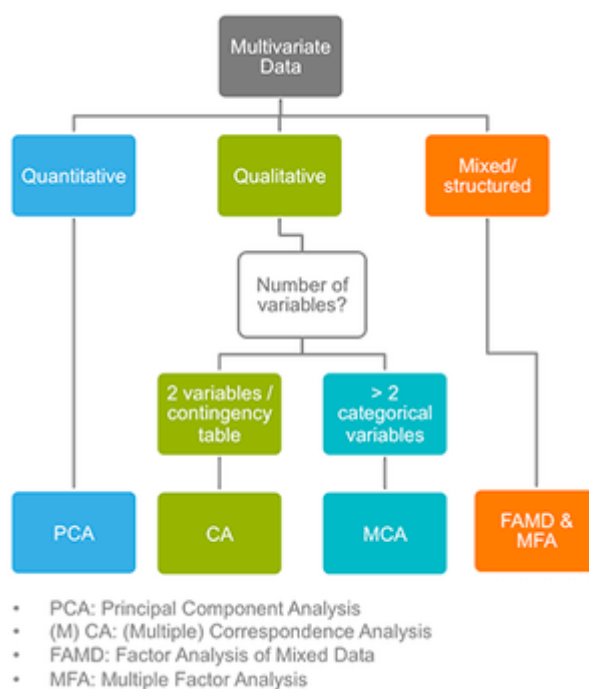 Multivariate
Data
Quantitative
Qualitative
Mixed/
structured
Number of
variables?
2 variables /
contingency
table
> 2
categorical
variables
PCA
CA
MCA
FAMD &
MFA
• PCA: Principal Component Analysis
• (M) CA: (Multiple) Correspondence Analysis
• FAMD: Factor Analysis of Mixed Data
• MFA: Multiple Factor Analysis